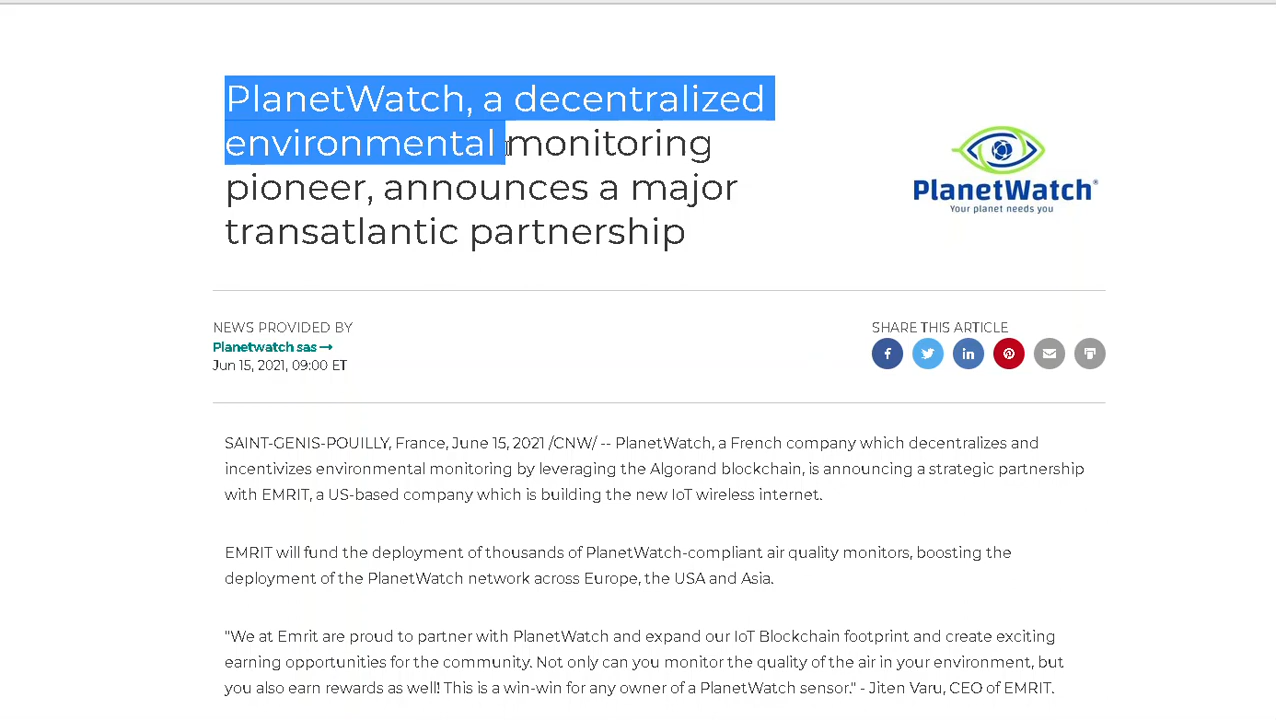 PlanetWatch, a decentralized
environmental monitoring
pioneer, announces a major
transatlantic partnership
PlanetWatch®
Your planet needs you
NEWS PROVIDED BY
Planetwatch sas →
Jun 15, 2021, 09:00 ET
SHARE THIS ARTICLE
SAINT-GENIS-POUILLY, France, June 15, 2021 /CNW/ -- PlanetWatch, a French company which decentralizes and
incentivizes environmental monitoring by leveraging the Algorand blockchain, is announcing a strategic partnership
with EMRIT, a US-based company which is building the new IoT wireless internet.
EMRIT will fund the deployment of thousands of PlanetWatch-compliant air quality monitors, boosting the
deployment of the PlanetWatch network across Europe, the USA and Asia.
"We at Emrit are proud to partner with PlanetWatch and expand our IoT Blockchain footprint and create exciting
earning opportunities for the community. Not only can you monitor the quality of the air in your environment, but
you also earn rewards as well! This is a win-win for any owner of a PlanetWatch sensor." - Jiten Varu, CEO of EMRIT.